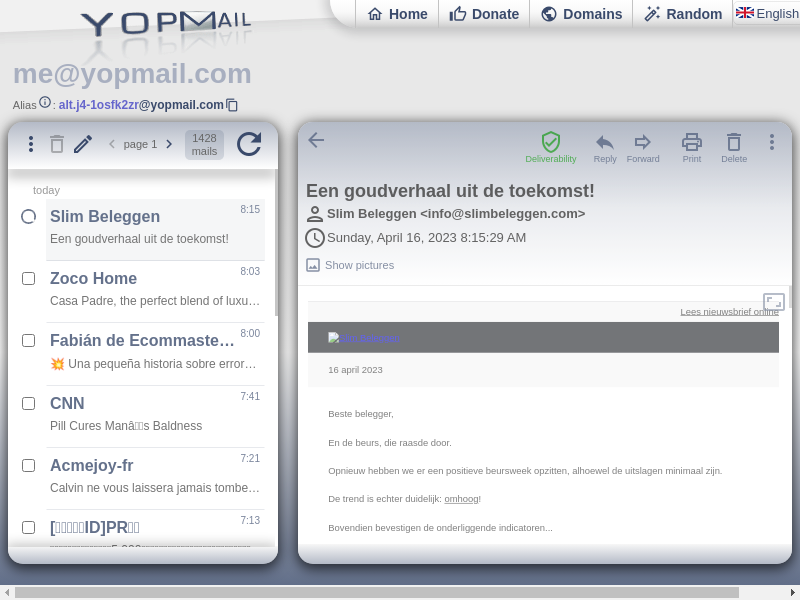 YOPMail
Home
Donate
Domains
Random
English
me@yopmail.com
Alias : alt.j4-1osfk2zr@yopmail.com
page 1
1428
mails
today
Slim Beleggen
8:15
Een goudverhaal uit de toekomst!
Zoco Home
8:03
Casa Padre, the perfect blend of luxu…
Fabián de Ecommaste…
8:00
💥 Una pequeña historia sobre error…
CNN
7:41
Pill Cures Manâ▯▯s Baldness
Acmejoy-fr
7:21
Calvin ne vous laissera jamais tombe…
[▯▯▯▯▯ID]PR▯▯
7:13
Deliverability
Reply
Forward
Print
Delete
Een goudverhaal uit de toekomst!
Slim Beleggen <info@slimbeleggen.com>
Sunday, April 16, 2023 8:15:29 AM
Show pictures
Lees nieuwsbrief online
Slim Beleggen
16 april 2023
Beste belegger,
En de beurs, die raasde door.
Opnieuw hebben we er een positieve beursweek opzitten, alhoewel de uitslagen minimaal zijn.
De trend is echter duidelijk: omhoog!
Bovendien bevestigen de onderliggende indicatoren...